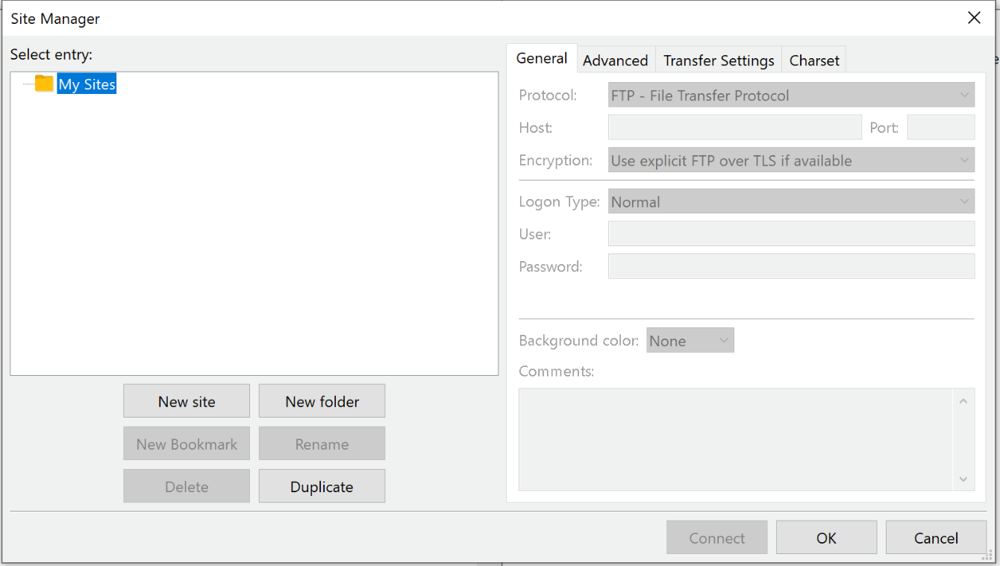 Site Manager
Select entry:
My Sites
New site
New folder
New Bookmark
Rename
Delete
Duplicate
General
Advanced
Transfer Settings
Charset
Protocol:
FTP - File Transfer Protocol
Host:
Port:
Encryption:
Use explicit FTP over TLS if available
Logon Type:
Normal
User:
Password:
Background color:
None
Comments:
Connect
OK
Cancel